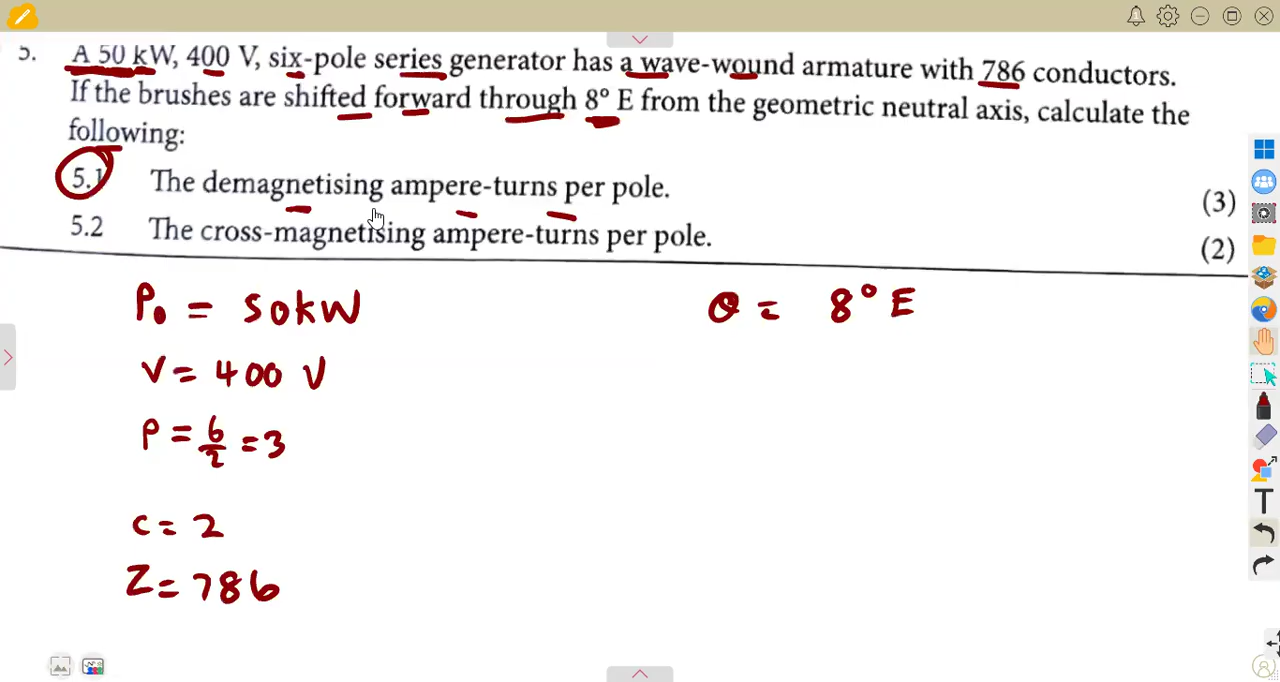 5. A 50 kW, 400 V, six-pole series generator has a wave-wound armature with 786 conductors.
If the brushes are shifted forward through 8° E from the geometric neutral axis, calculate the
following:
5.1 The demagnetising ampere-turns per pole. (3)
5.2 The cross-magnetising ampere-turns per pole. (2)
P₀ = 50kW
θ = 8° E
V = 400 V
P = 6/2 = 3
C = 2
Z = 786
T